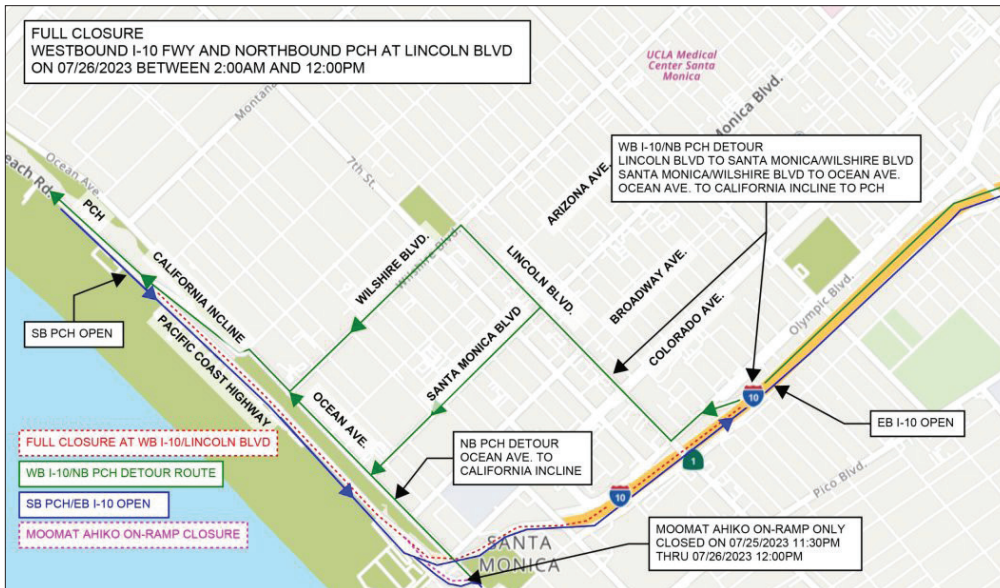 FULL CLOSURE
WESTBOUND I-10 FWY AND NORTHBOUND PCH AT LINCOLN BLVD
ON 07/26/2023 BETWEEN 2:00AM AND 12:00PM
UCLA Medical
Center Santa
Monica
Montana
Monica Blvd.
WB I-10/NB PCH DETOUR
LINCOLN BLVD TO SANTA MONICA/WILSHIRE BLVD
SANTA MONICA/WILSHIRE BLVD TO OCEAN AVE.
OCEAN AVE. TO CALIFORNIA INCLINE TO PCH
Ocean Ave
each Rd.
7th St.
ARIZONA AVE.
PCH
CALIFORNIA INCLINE
WILSHIRE BLVD.
Wilshire Blvd.
LINCOLN BLVD.
BROADWAY AVE.
COLORADO AVE.
Olympic Blvd.
SB PCH OPEN
PACIFIC COAST HIGHWAY
SANTA MONICA BLVD
OCEAN AVE.
10
EB I-10 OPEN
FULL CLOSURE AT WB I-10/LINCOLN BLVD
WB I-10/NB PCH DETOUR ROUTE
SB PCH/EB I-10 OPEN
MOOMAT AHIKO ON-RAMP CLOSURE
NB PCH DETOUR
OCEAN AVE. TO
CALIFORNIA INCLINE
1
10
Pico Blvd.
SANTA
MONICA
MOOMAT AHIKO ON-RAMP ONLY
CLOSED ON 07/25/2023 11:30PM
THRU 07/26/2023 12:00PM